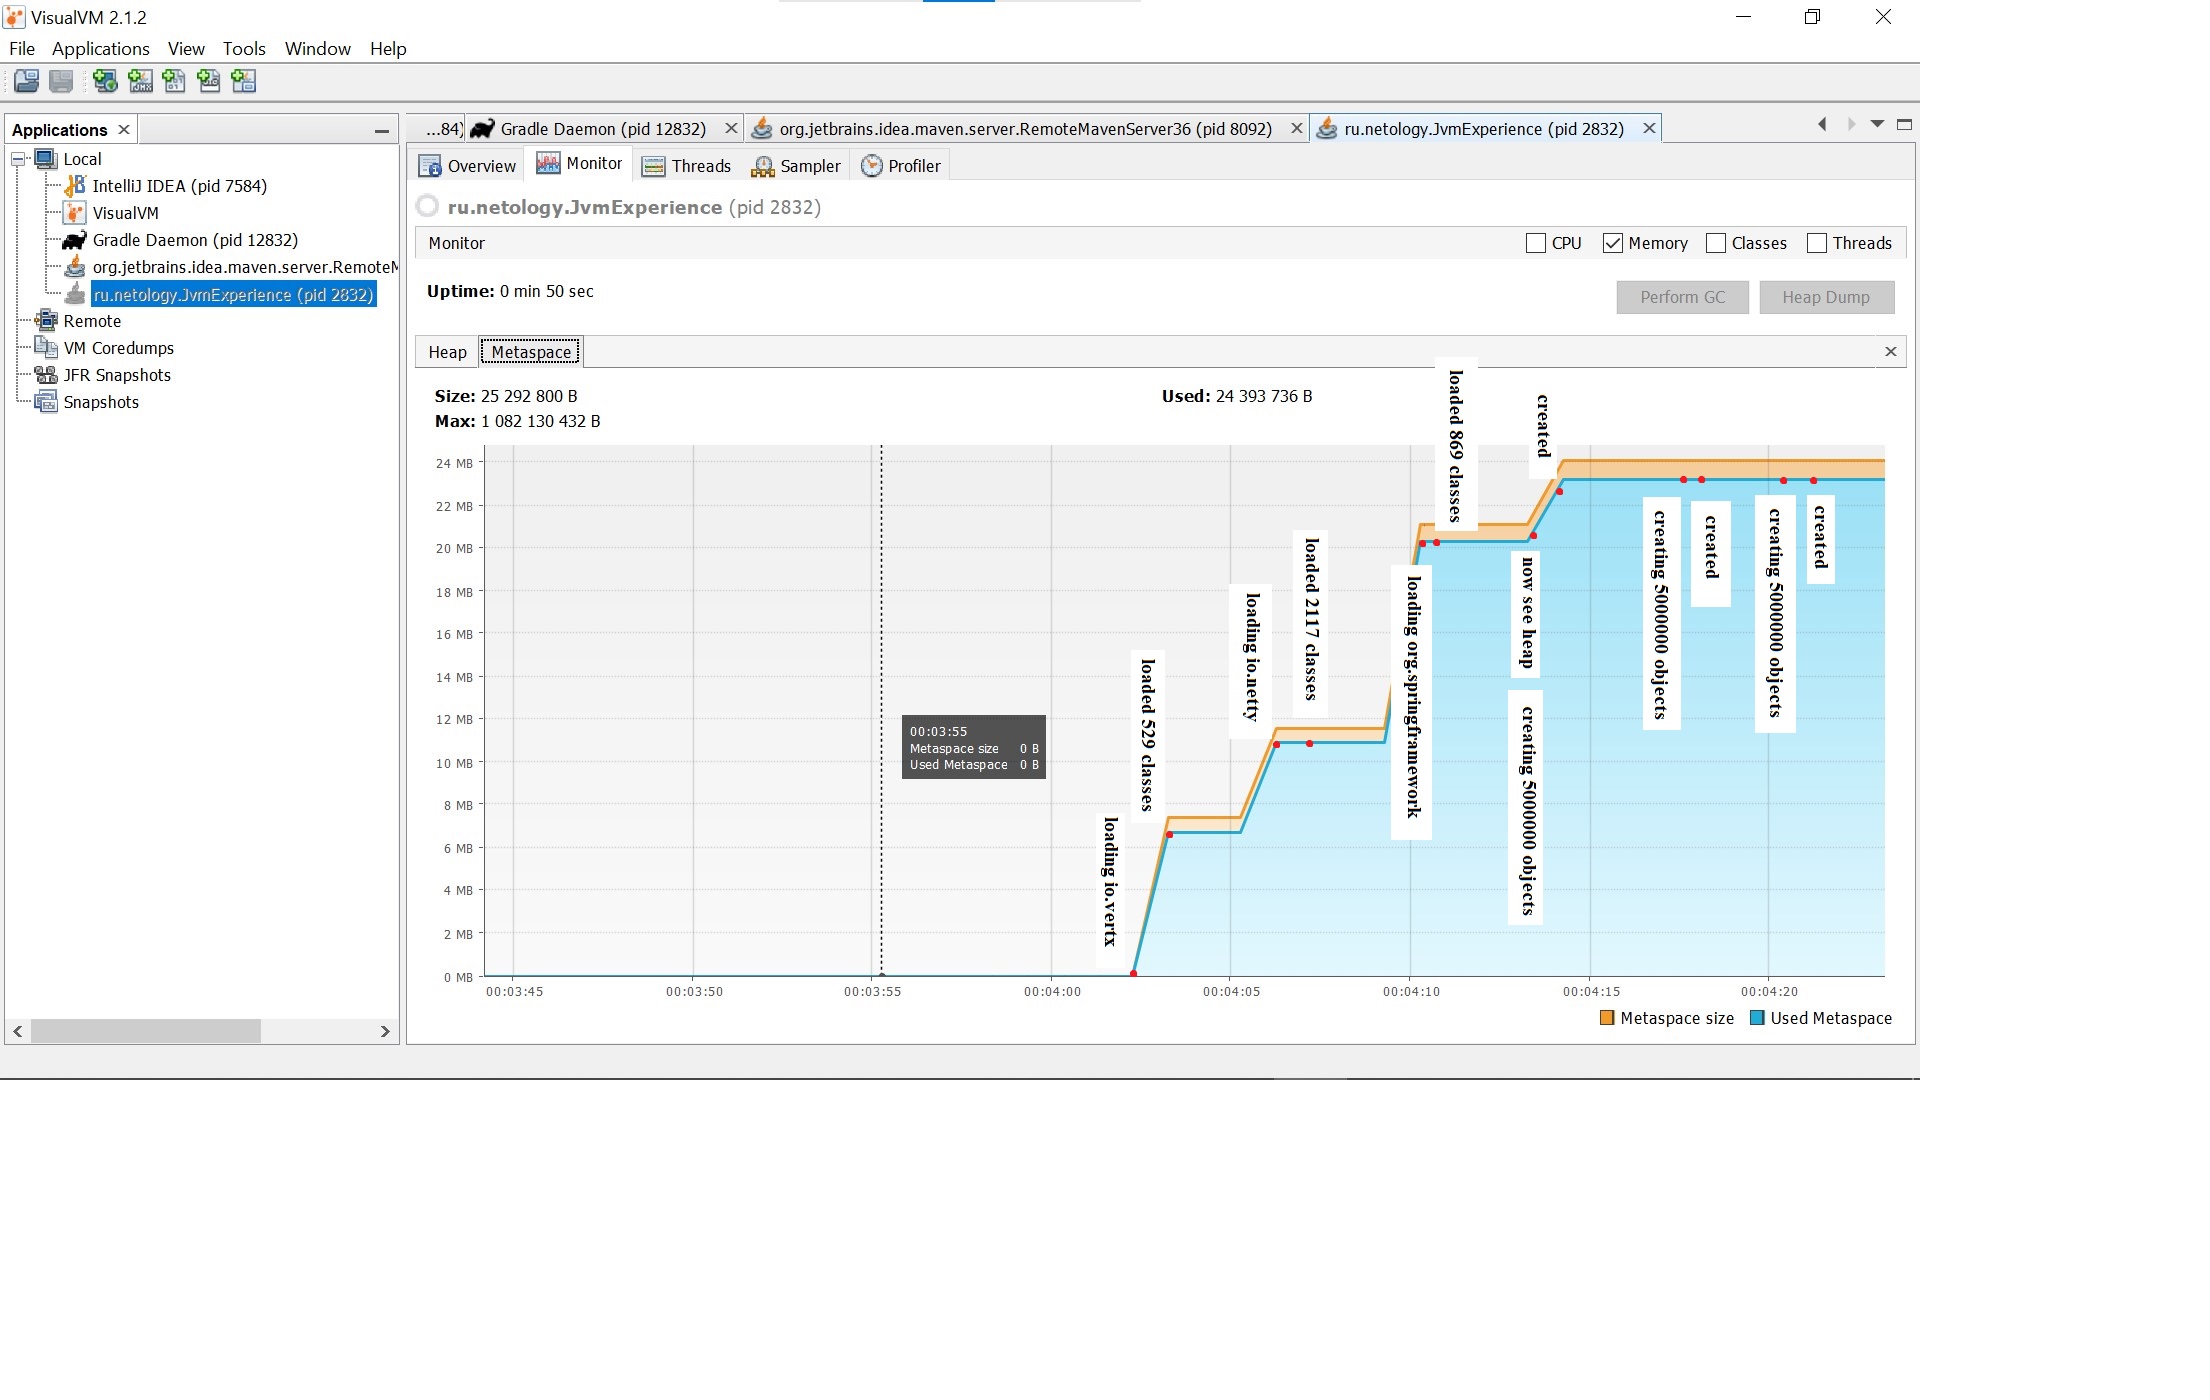 VisualVM 2.1.2
File Applications View Tools Window Help
Applications
Local
IntelliJ IDEA (pid 7584)
VisualVM
Gradle Daemon (pid 12832)
org.jetbrains.idea.maven.server.RemoteM
ru.netology.JvmExperience (pid 2832)
Remote
VM Coredumps
JFR Snapshots
Snapshots
...84) Gradle Daemon (pid 12832) org.jetbrains.idea.maven.server.RemoteMavenServer36 (pid 8092) ru.netology.JvmExperience (pid 2832)
Overview Monitor Threads Sampler Profiler
ru.netology.JvmExperience (pid 2832)
Monitor CPU Memory Classes Threads
Uptime: 0 min 50 sec
Perform GC Heap Dump
Heap Metaspace
Size: 25 292 800 B Used: 24 393 736 B
Max: 1 082 130 432 B
24 MB
22 MB
20 MB
18 MB
16 MB
14 MB
12 MB
10 MB
8 MB
6 MB
4 MB
2 MB
0 MB
00:03:55
Metaspace size 0 B
Used Metaspace 0 B
loading io.vertx
loaded 529 classes
loading io.netty
loaded 2117 classes
loading org.springframework
loaded 869 classes
now see heap
creating 5000000 objects
created
creating 5000000 objects
created
creating 5000000 objects
created
00:03:45 00:03:50 00:03:55 00:04:00 00:04:05 00:04:10 00:04:15 00:04:20
Metaspace size Used Metaspace